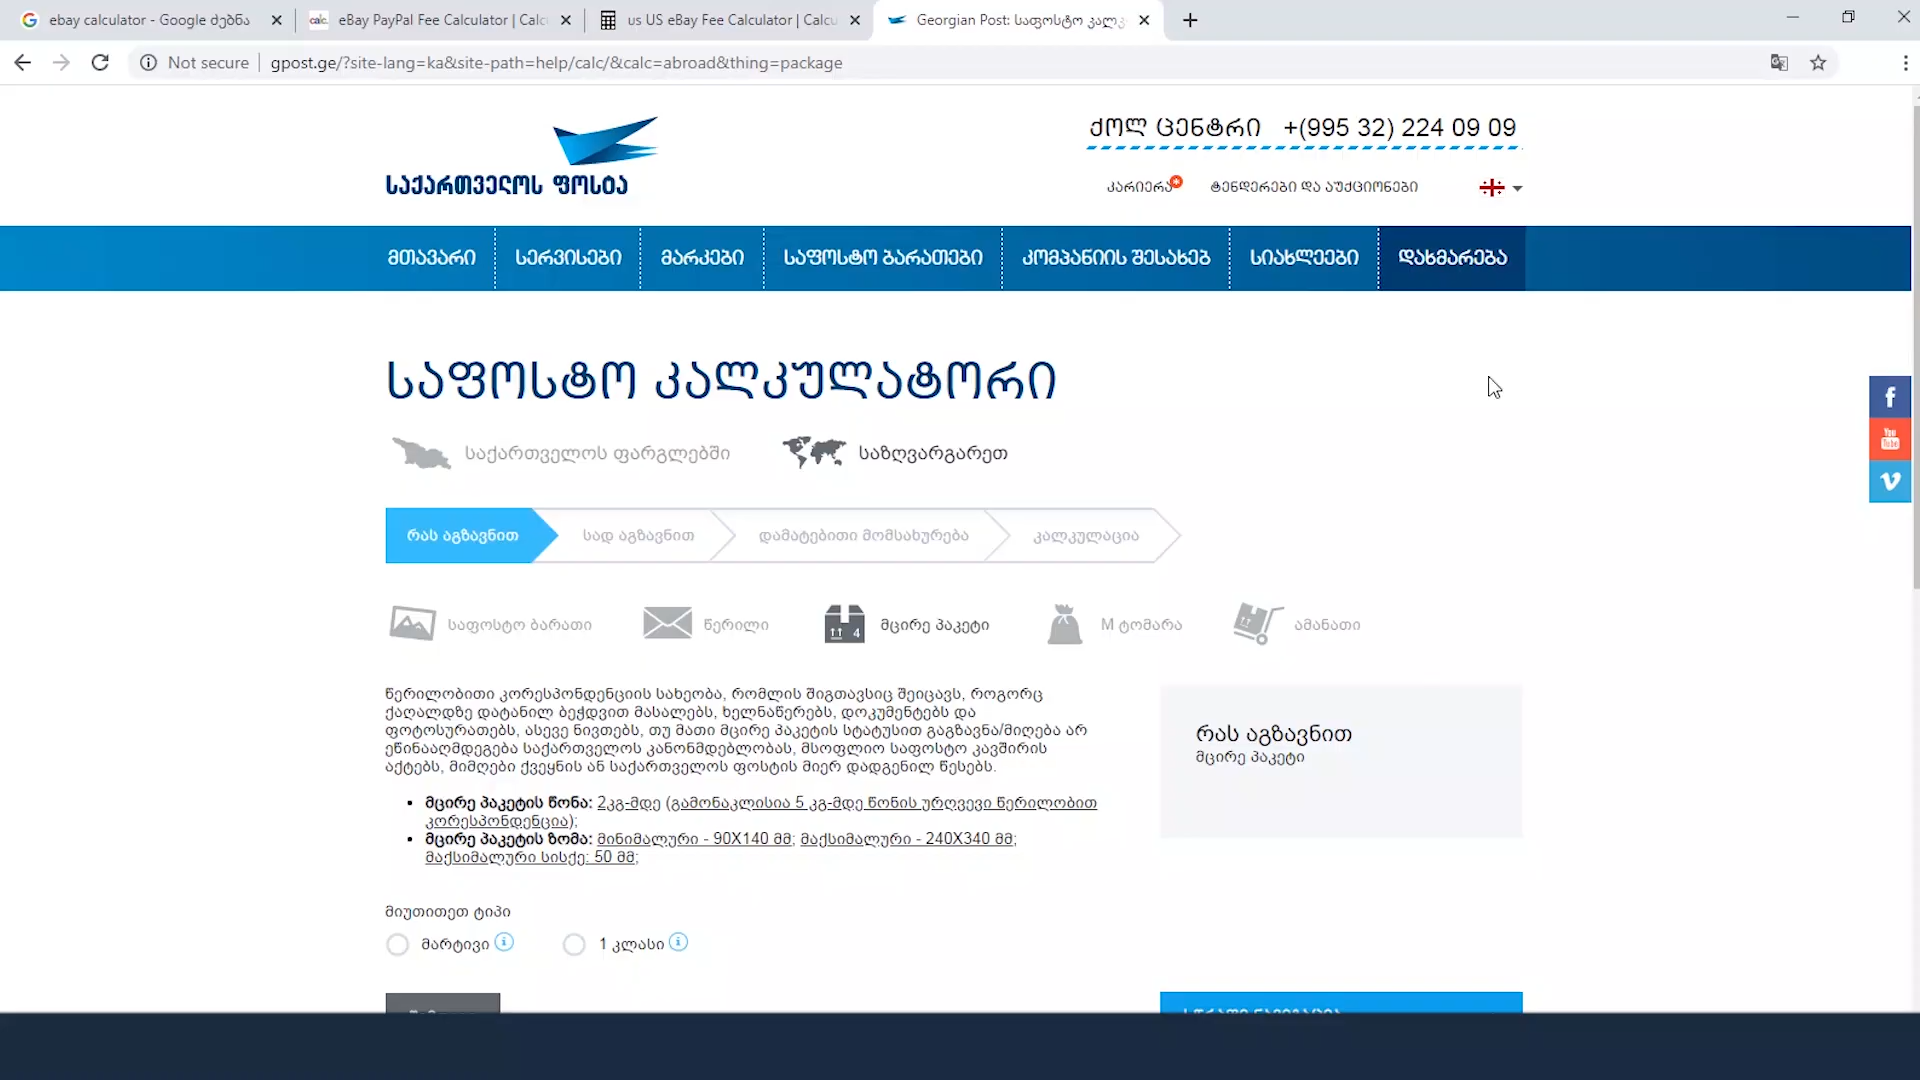 ebay calculator - Google ძებნა
eBay PayPal Fee Calculator | Calc
us US eBay Fee Calculator | Calcu
Georgian Post: საფოსტო კალკ
Not secure
gpost.ge/?site-lang=ka&site-path=help/calc/&calc=abroad&thing=package
საქართველოს ფოსტა
ქოლ ცენტრი +(995 32) 224 09 09
კარიერა
ტენდერები და აუქციონები
მთავარი
სერვისები
მარკები
საფოსტო ბარათები
კომპანიის შესახებ
სიახლეები
დახმარება
საფოსტო კალკულატორი
საქართველოს ფარგლებში
საზღვარგარეთ
რას აგზავნით
სად აგზავნით
დამატებითი მომსახურება
კალკულაცია
საფოსტო ბარათი
წერილი
4
მცირე პაკეტი
M ტომარა
ამანათი
წერილობითი კორესპონდენციის სახეობა, რომლის შიგთავსიც შეიცავს, როგორც
ქაღალდზე დატანილ ბეჭდვით მასალებს, ხელნაწერებს, დოკუმენტებს და
ფოტოსურათებს, ასევე ნივთებს, თუ მათი მცირე პაკეტის სტატუსით გაგზავნა/მიღება არ
ეწინააღმდეგება საქართველოს კანონმდებლობას, მსოფლიო საფოსტო კავშირის
აქტებს, მიმღები ქვეყნის ან საქართველოს ფოსტის მიერ დადგენილ წესებს.
• მცირე პაკეტის წონა: 2კგ-მდე (გამონაკლისია 5 კგ-მდე წონის ურღვევი წერილობითი
კორესპონდენცია);
• მცირე პაკეტის ზომა: მინიმალური - 90X140 მმ; მაქსიმალური - 240X340 მმ;
მაქსიმალური სისქე: 50 მმ;
რას აგზავნით
მცირე პაკეტი
მიუთითეთ ტიპი
მარტივი
1 კლასი
f
You
Tube